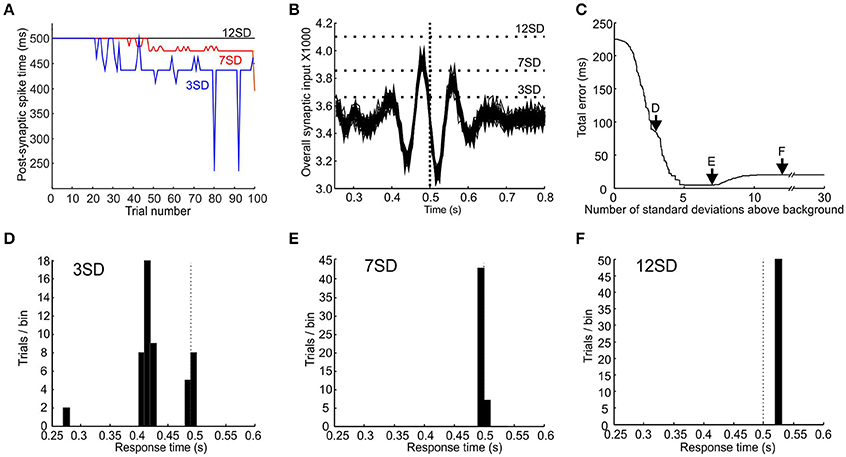 A
12SD
7SD
3SD
Post-synaptic spike time (ms)
500
450
400
350
300
250
200
0 10 20 30 40 50 60 70 80 90 100
Trial number
B
12SD
7SD
3SD
Overall synaptic input X1000
4.2
4.0
3.8
3.6
3.4
3.2
3.0
0.3 0.4 0.5 0.6 0.7 0.8
Time (s)
C
Total error (ms)
250
200
150
100
50
0
D
E
F
0 5 10 30
Number of standard deviations above background
D
3SD
Trials / bin
18
16
14
12
10
8
6
4
2
0
0.25 0.3 0.35 0.4 0.45 0.5 0.55 0.6
Response time (s)
E
7SD
Trials / bin
45
40
35
30
25
20
15
10
5
0
0.25 0.3 0.35 0.4 0.45 0.5 0.55 0.6
Response time (s)
F
12SD
Trials / bin
50
45
40
35
30
25
20
15
10
5
0
0.25 0.3 0.35 0.4 0.45 0.5 0.55 0.6
Response time (s)